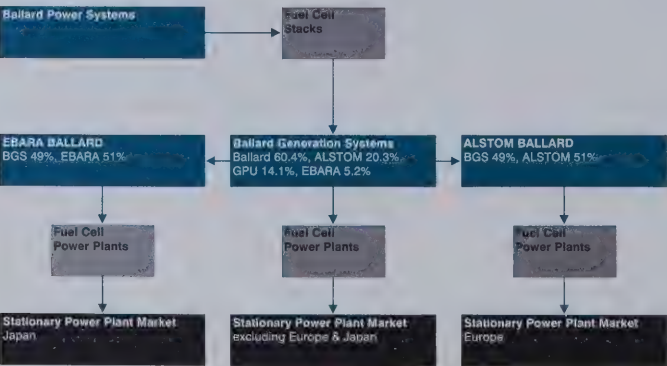 Ballard Power Systems
Fuel Cell
Stacks
EBARA BALLARD
BGS 49%, EBARA 51%
Ballard Generation Systems
Ballard 60.4%, ALSTOM 20.3%
GPU 14.1%, EBARA 5.2%
ALSTOM BALLARD
BGS 49%, ALSTOM 51%
Fuel Cell
Power Plants
Fuel Cell
Power Plants
Fuel Cell
Power Plants
Stationary Power Plant Market
Japan
Stationary Power Plant Market
excluding Europe & Japan
Stationary Power Plant Market
Europe